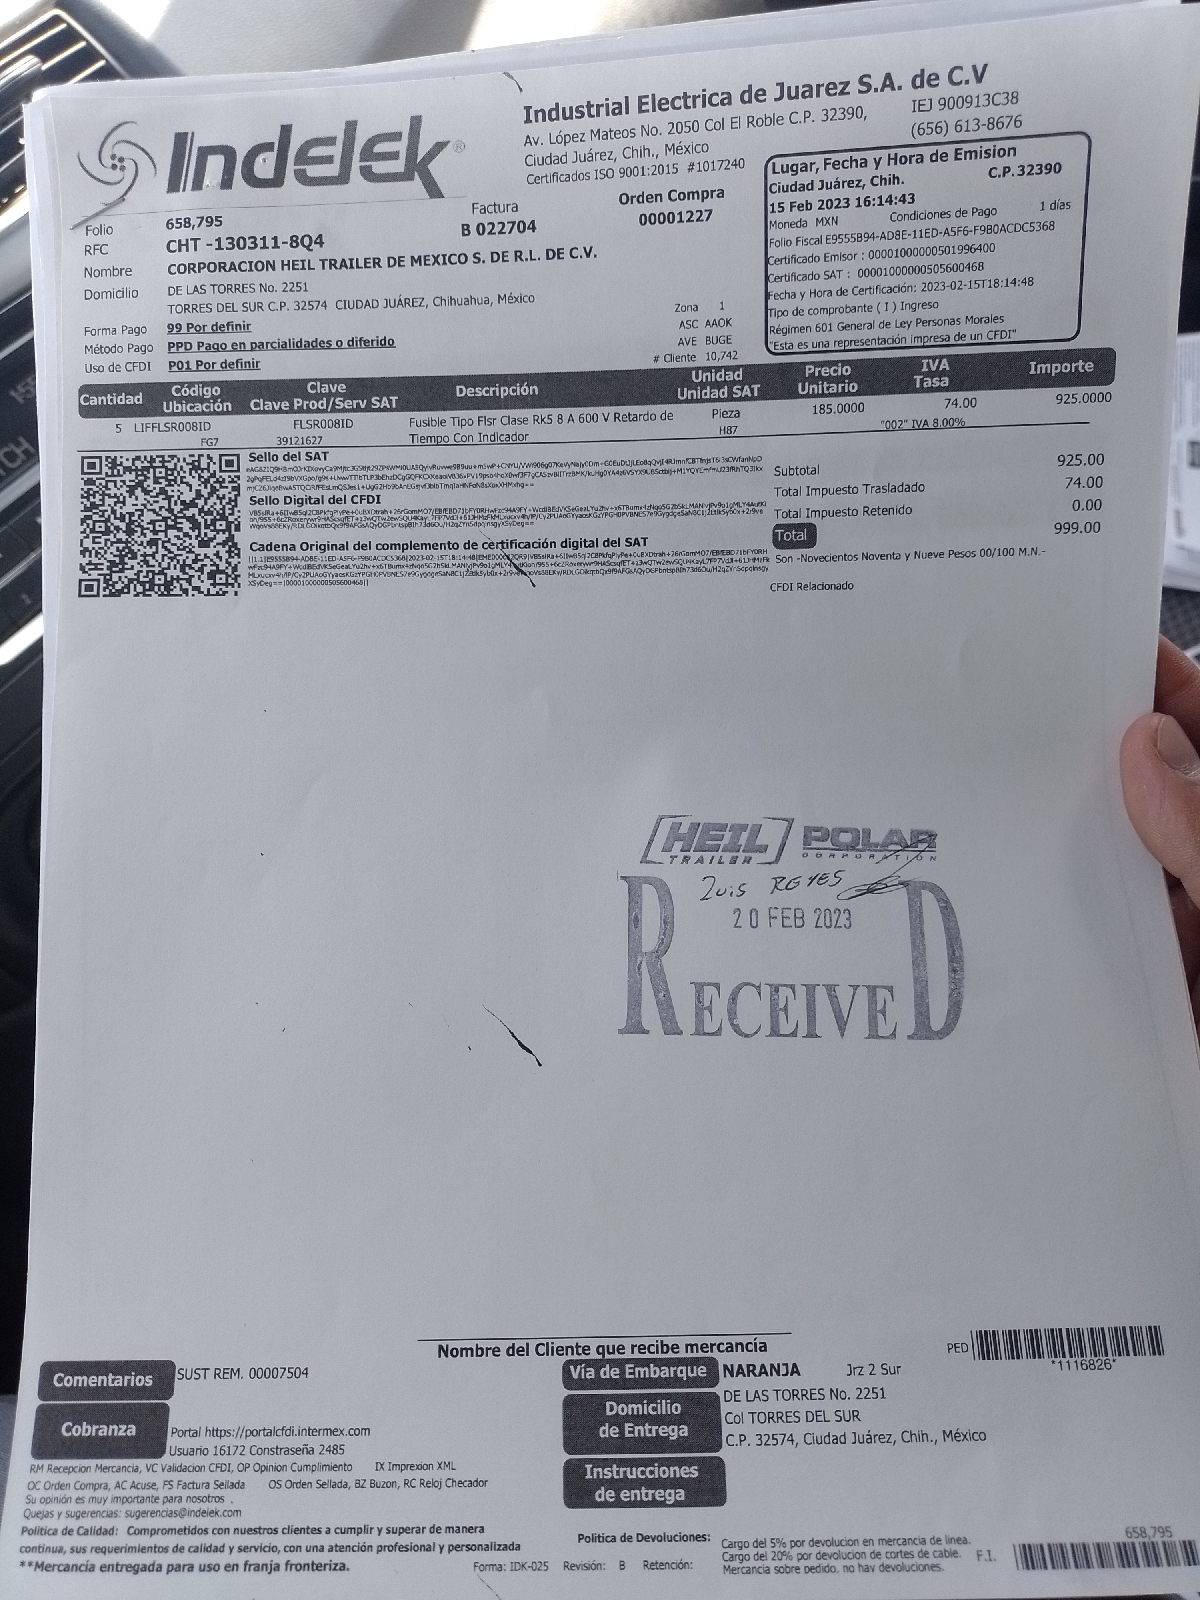 Indelek®
Industrial Electrica de Juarez S.A. de C.V
Av. López Mateos No. 2050 Col El Roble C.P. 32390,
Ciudad Juárez, Chih., México
Certificados ISO 9001:2015 #1017240
IEJ 900913C38
(656) 613-8676
Folio 658,795
Factura
B 022704
Orden Compra
00001227
RFC CHT -130311-8Q4
Nombre CORPORACION HEIL TRAILER DE MEXICO S. DE R.L. DE C.V.
Domicilio DE LAS TORRES No. 2251
TORRES DEL SUR C.P. 32574 CIUDAD JUÁREZ, Chihuahua, México
Forma Pago 99 Por definir
Método Pago PPD Pago en parcialidades o diferido
Uso de CFDI P01 Por definir
Zona 1
ASC AAOK
AVE BUGE
# Cliente 10,742
Lugar, Fecha y Hora de Emision
Ciudad Juárez, Chih. C.P. 32390
15 Feb 2023 16:14:43
Moneda MXN Condiciones de Pago 1 días
Folio Fiscal E9555B94-AD8E-11ED-A5F6-F9B0ACDC5368
Certificado Emisor : 00001000000501996400
Certificado SAT : 00001000000505600468
Fecha y Hora de Certificación: 2023-02-15T18:14:48
Tipo de comprobante ( I ) Ingreso
Régimen 601 General de Ley Personas Morales
"Esta es una representación impresa de un CFDI"
Cantidad Código Ubicación Clave Clave Prod/Serv SAT Descripción Unidad Unidad SAT Precio Unitario IVA Tasa Importe
5 LIFFLSR008ID FLSR008ID Fusible Tipo Flsr Clase Rk5 8 A 600 V Retardo de Pieza 185.0000 74.00 925.0000
FG7 39121627 Tiempo Con Indicador H87 "002" IVA 8.00%
Sello del SAT
Sello Digital del CFDI
Cadena Original del complemento de certificación digital del SAT
Subtotal 925.00
Total Impuesto Trasladado 74.00
Total Impuesto Retenido 0.00
Total 999.00
Son -Novecientos Noventa y Nueve Pesos 00/100 M.N.-
CFDI Relacionado
HEIL TRAILER POLAR CORPORATION
Luis REYES
20 FEB 2023
RECEIVED
Nombre del Cliente que recibe mercancía
PED
*1116826*
Comentarios SUST REM. 00007504
Cobranza Portal https://portalcfdi.intermex.com
Usuario 16172 Constraseña 2485
RM Recepcion Mercancia, VC Validacion CFDI, OP Opinion Cumplimiento IX Imprexion XML
OC Orden Compra, AC Acuse, FS Factura Sellada OS Orden Sellada, BZ Buzon, RC Reloj Checador
Su opinión es muy importante para nosotros .
Quejas y sugerencias: sugerencias@indelek.com
Politica de Calidad: Comprometidos con nuestros clientes a cumplir y superar de manera
continua, sus requerimientos de calidad y servicio, con una atención profesional y personalizada
**Mercancía entregada para uso en franja fronteriza.
Vía de Embarque NARANJA Jrz 2 Sur
Domicilio de Entrega
DE LAS TORRES No. 2251
Col TORRES DEL SUR
C.P. 32574, Ciudad Juárez, Chih., México
Instrucciones de entrega
Politica de Devoluciones: Cargo del 5% por devolucion en mercancia de linea.
Cargo del 20% por devolucion de cortes de cable.
Mercancia sobre pedido, no hay devoluciones.
Forma: IDK-025 Revisión: B Retención:
F.I.
658,795